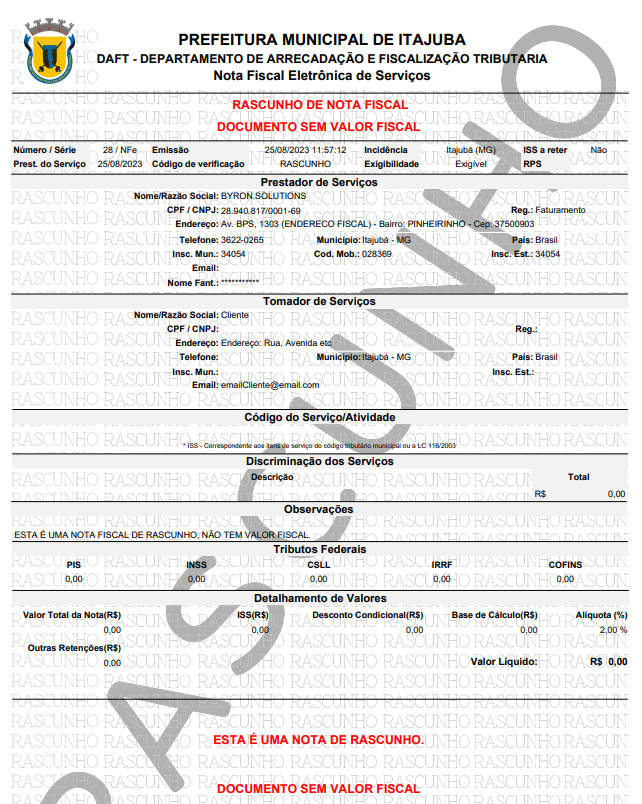 PREFEITURA MUNICIPAL DE ITAJUBA
DAFT - DEPARTAMENTO DE ARRECADAÇÃO E FISCALIZAÇÃO TRIBUTARIA
Nota Fiscal Eletrônica de Serviços
RASCUNHO DE NOTA FISCAL
DOCUMENTO SEM VALOR FISCAL
Número / Série 28 / NFe Emissão 25/08/2023 11:57:12 Incidência Itajubá (MG) ISS a reter Não
Prest. do Serviço 25/08/2023 Código de verificação RASCUNHO Exigibilidade Exigível RPS
Prestador de Serviços
Nome/Razão Social: BYRON.SOLUTIONS
CPF / CNPJ: 28.940.817/0001-69 Reg.: Faturamento
Endereço: Av. BPS, 1303 (ENDERECO FISCAL) - Bairro: PINHEIRINHO - Cep: 37500903
Telefone: 3622-0265 Município: Itajubá - MG País: Brasil
Insc. Mun.: 34054 Cod. Mob.: 028369 Insc. Est.: 34054
Email:
Nome Fant.: ***********
Tomador de Serviços
Nome/Razão Social: Cliente
CPF / CNPJ: Reg.:
Endereço: Endereço: Rua, Avenida etc
Telefone: Município: Itajubá - MG País: Brasil
Insc. Mun.: Insc. Est.:
Email: emailCliente@email.com
Código do Serviço/Atividade
* ISS - Correspondente aos itens de serviço do código tributário municipal ou a LC 116/2003
Discriminação dos Serviços
Descrição Total
R$ 0,00
Observações
ESTA É UMA NOTA FISCAL DE RASCUNHO, NÃO TEM VALOR FISCAL.
Tributos Federais
PIS INSS CSLL IRRF COFINS
0,00 0,00 0,00 0,00 0,00
Detalhamento de Valores
Valor Total da Nota(R$) ISS(R$) Desconto Condicional(R$) Base de Cálculo(R$) Alíquota (%)
0,00 0,00 0,00 0,00 2,00 %
Outras Retenções(R$)
0,00
Valor Líquido: R$ 0,00
ESTA É UMA NOTA DE RASCUNHO.
DOCUMENTO SEM VALOR FISCAL
RASCUNHO